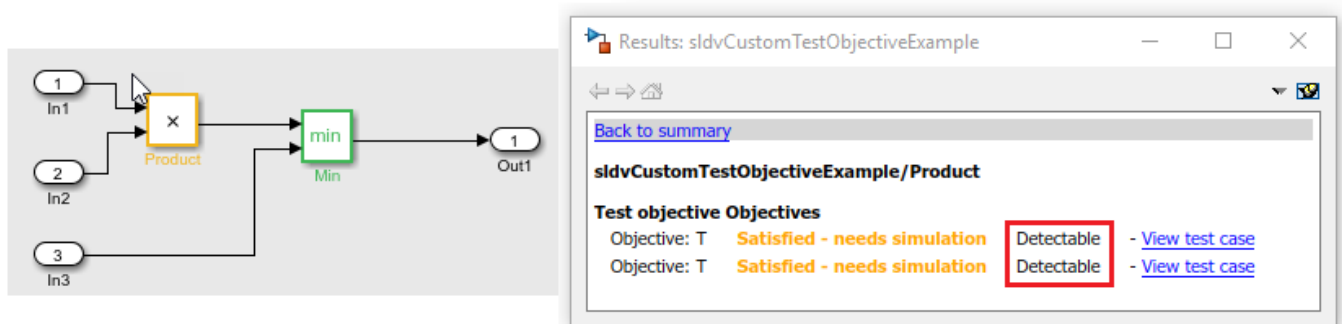 1
In1
×
Product
2
In2
min
Min
1
Out1
3
In3
Results: sldvCustomTestObjectiveExample
Back to summary
sldvCustomTestObjectiveExample/Product
Test objective Objectives
Objective: T Satisfied - needs simulation Detectable - View test case
Objective: T Satisfied - needs simulation Detectable - View test case